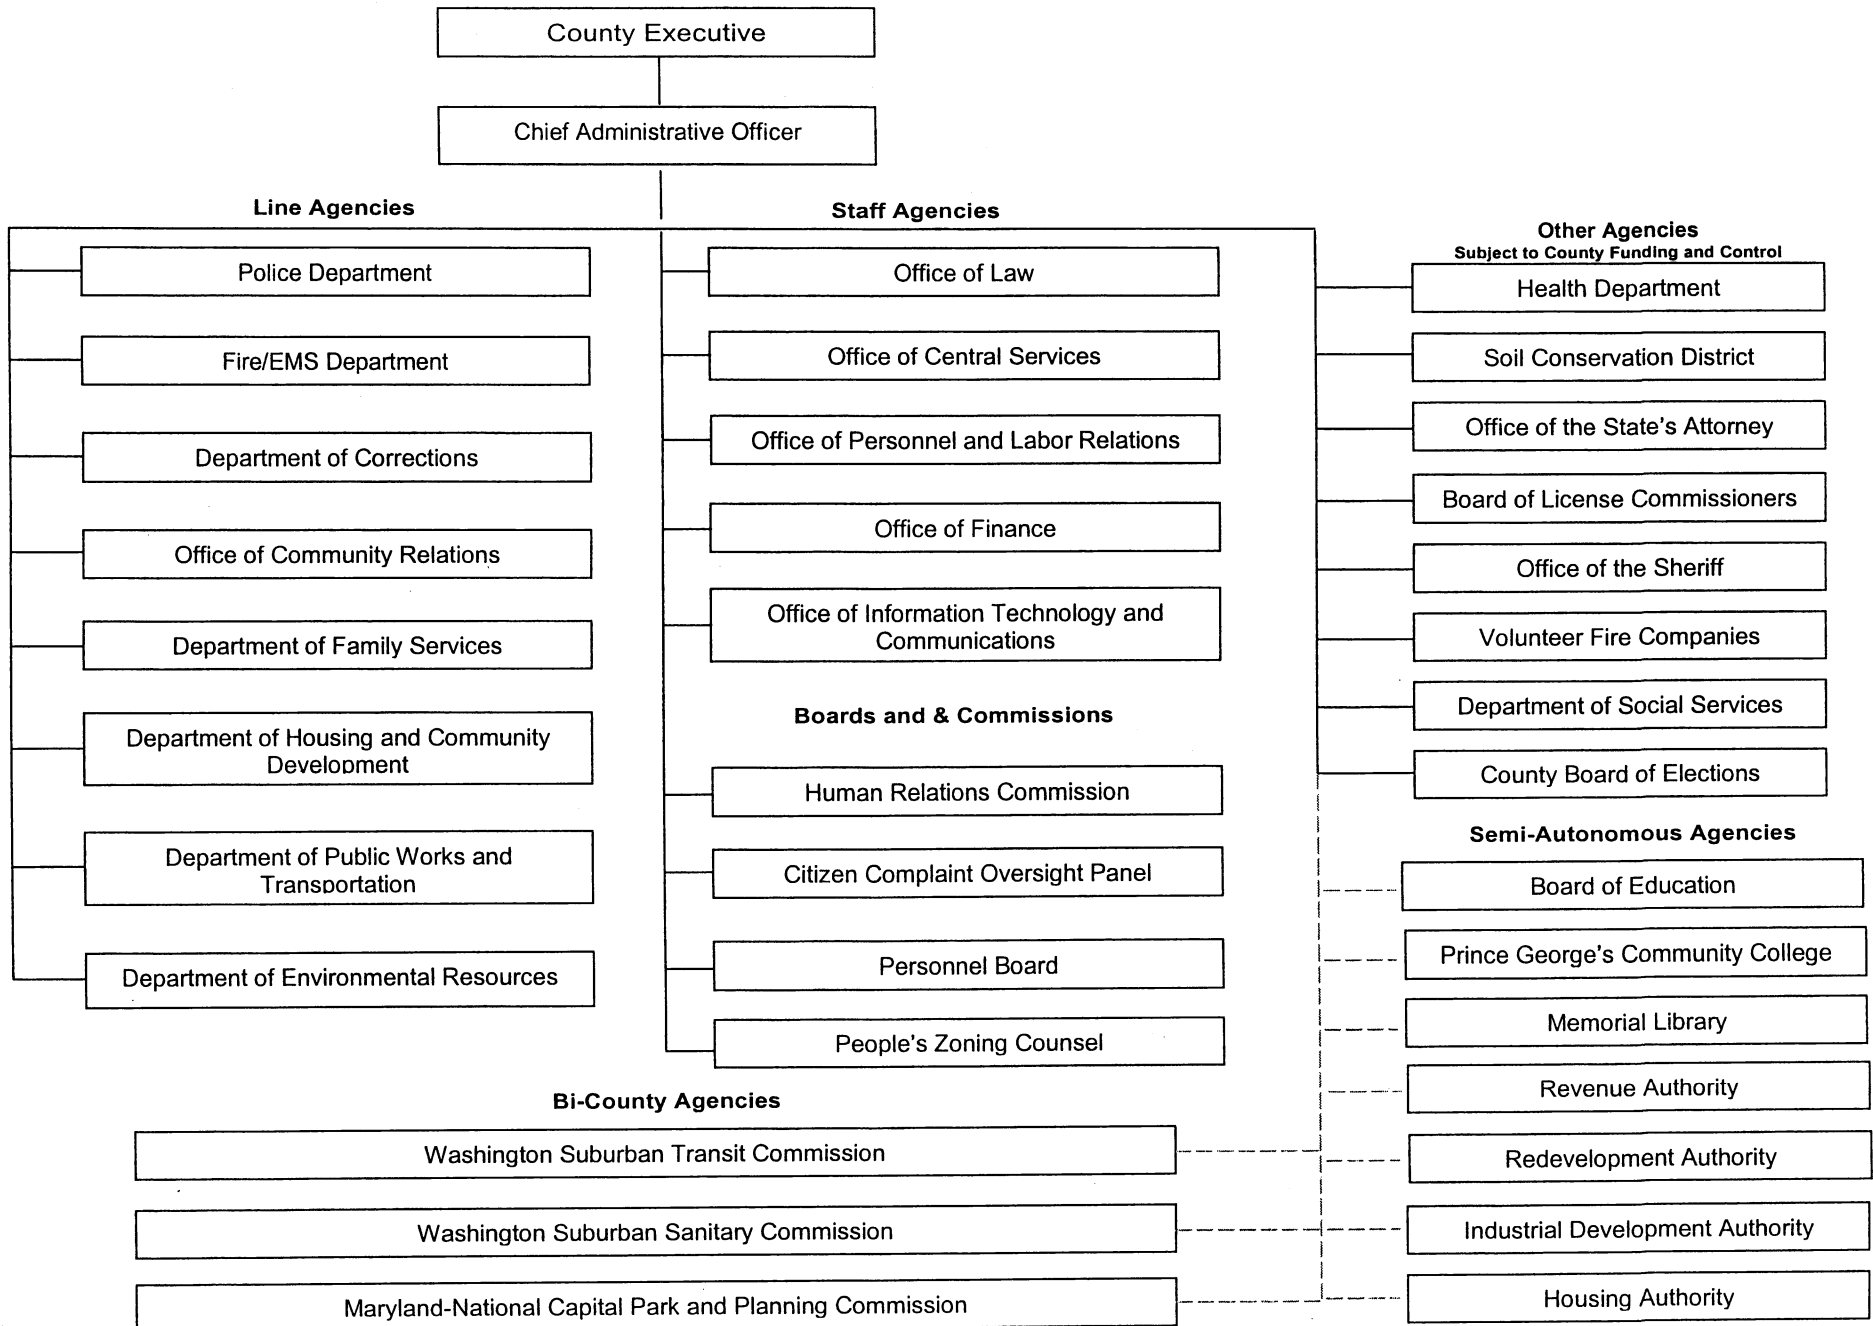 County Executive
Chief Administrative Officer
Line Agencies
Police Department
Fire/EMS Department
Department of Corrections
Office of Community Relations
Department of Family Services
Department of Housing and Community
Development
Department of Public Works and
Transportation
Department of Environmental Resources
Staff Agencies
Office of Law
Office of Central Services
Office of Personnel and Labor Relations
Office of Finance
Office of Information Technology and
Communications
Boards and & Commissions
Human Relations Commission
Citizen Complaint Oversight Panel
Personnel Board
People's Zoning Counsel
Other Agencies
Subject to County Funding and Control
Health Department
Soil Conservation District
Office of the State's Attorney
Board of License Commissioners
Office of the Sheriff
Volunteer Fire Companies
Department of Social Services
County Board of Elections
Semi-Autonomous Agencies
Board of Education
Prince George's Community College
Memorial Library
Revenue Authority
Redevelopment Authority
Industrial Development Authority
Housing Authority
Bi-County Agencies
Washington Suburban Transit Commission
Washington Suburban Sanitary Commission
Maryland-National Capital Park and Planning Commission